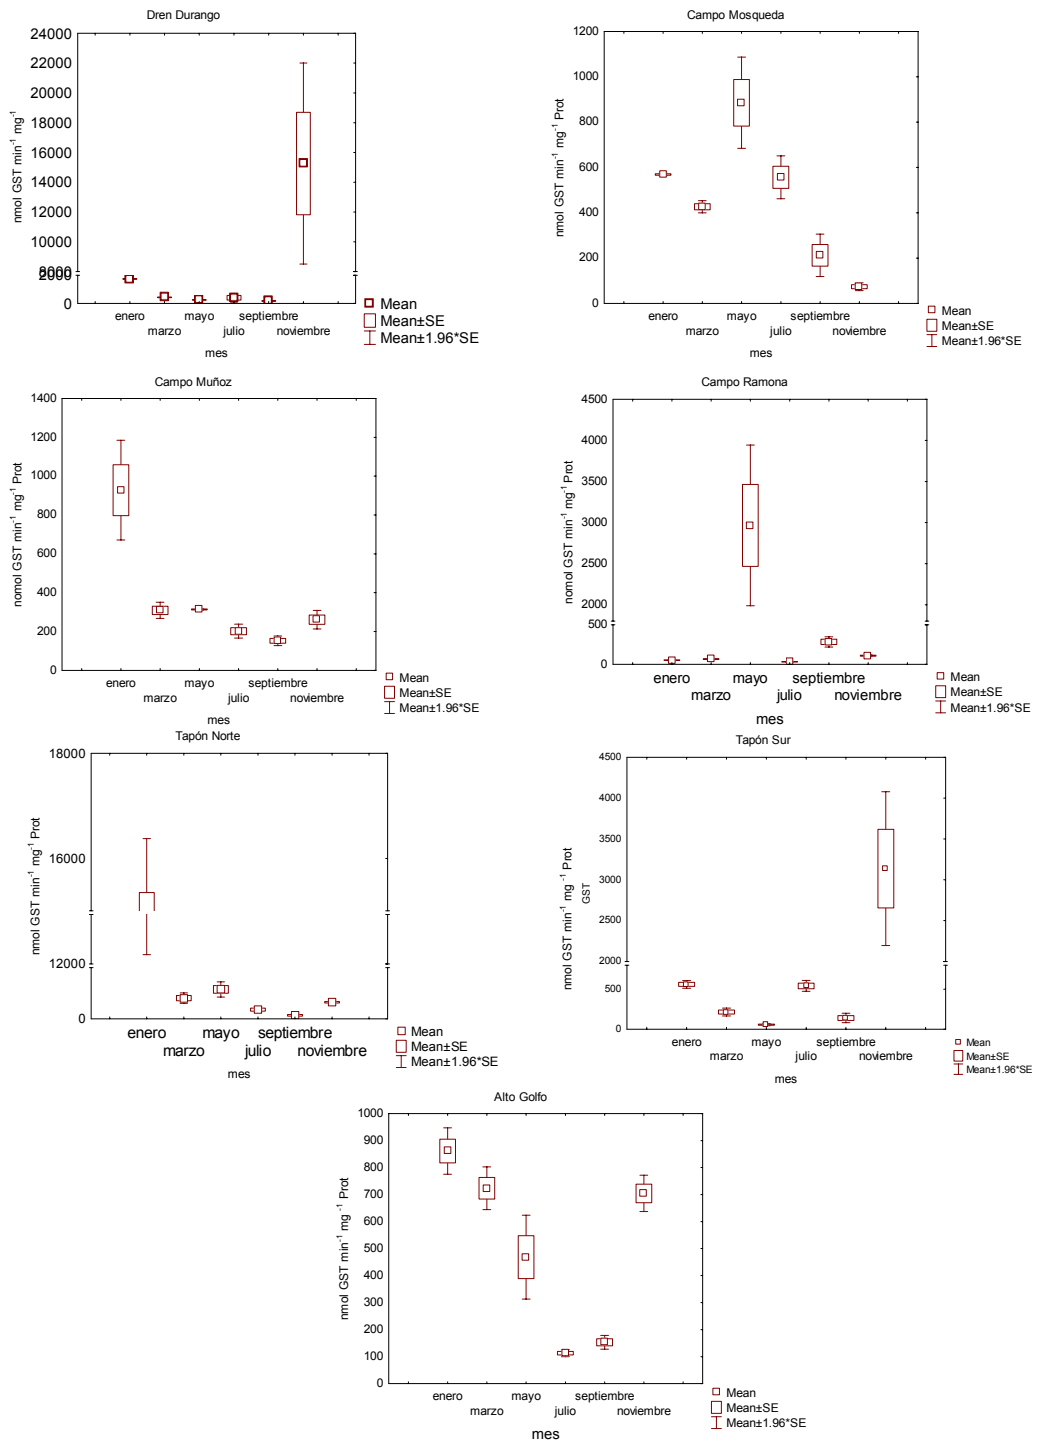 Dren Durango
24000
22000
20000
18000
16000
14000
12000
10000
8000
2000
0
nmol GST min-1 mg-1
enero
marzo
mayo
julio
septiembre
noviembre
mes
Mean
Mean±SE
Mean±1.96*SE
Campo Mosqueda
1200
1000
800
600
400
200
0
nmol GST min-1 mg-1 Prot
enero
marzo
mayo
julio
septiembre
noviembre
mes
Mean
Mean±SE
Mean±1.96*SE
Campo Muñoz
1400
1200
1000
800
600
400
200
0
nomol GST min-1 mg-1 Prot
enero
marzo
mayo
julio
septiembre
noviembre
mes
Mean
Mean±SE
Mean±1.96*SE
Campo Ramona
4500
4000
3500
3000
2500
2000
500
0
nomol GST min-1 mg-1 Prot
enero
marzo
mayo
julio
septiembre
noviembre
mes
Mean
Mean±SE
Mean±1.96*SE
Tapón Norte
18000
16000
12000
0
nmol GST min-1 mg-1 Prot
enero
marzo
mayo
julio
septiembre
noviembre
mes
Mean
Mean±SE
Mean±1.96*SE
Tapón Sur
4500
4000
3500
3000
2500
2000
500
0
nmol GST min-1 mg-1 Prot
GST
enero
marzo
mayo
julio
septiembre
noviembre
mes
Mean
Mean±SE
Mean±1.96*SE
Alto Golfo
1000
900
800
700
600
500
400
300
200
100
0
nmol GST min-1 mg-1 Prot
enero
marzo
mayo
julio
septiembre
noviembre
mes
Mean
Mean±SE
Mean±1.96*SE